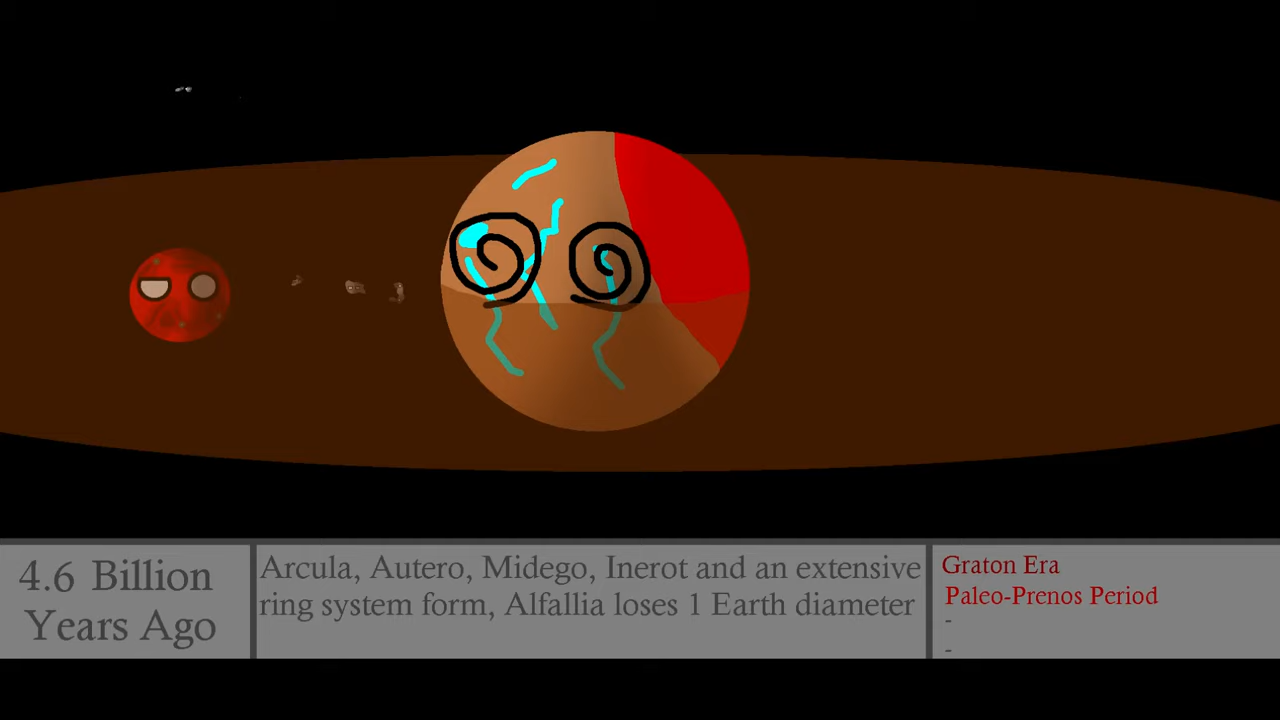 4.6 Billion
Years Ago
Arcula, Autero, Midego, Inerot and an extensive
ring system form, Alfallia loses 1 Earth diameter
Graton Era
Paleo-Prenos Period
-
-